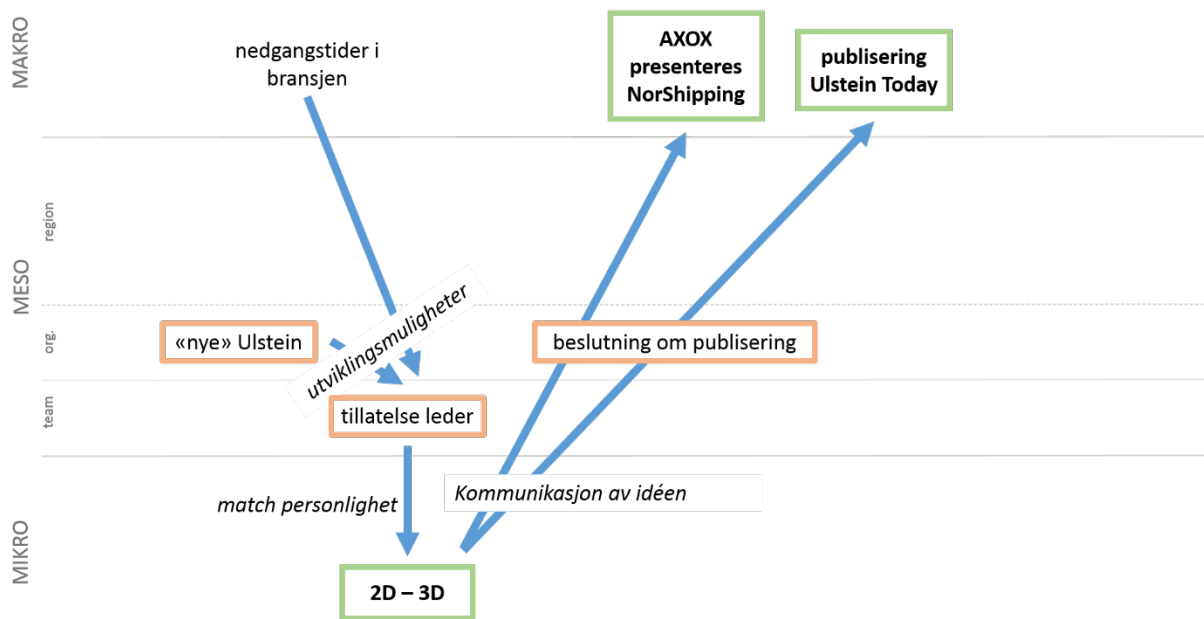 MAKRO
nedgangstider i
bransjen
AXOX
presenteres
NorShipping
publisering
Ulstein Today
region
MESO
utviklingsmuligheter
org.
«nye» Ulstein
beslutning om publisering
team
tillatelse leder
match personlighet
Kommunikasjon av idéen
MIKRO
2D – 3D